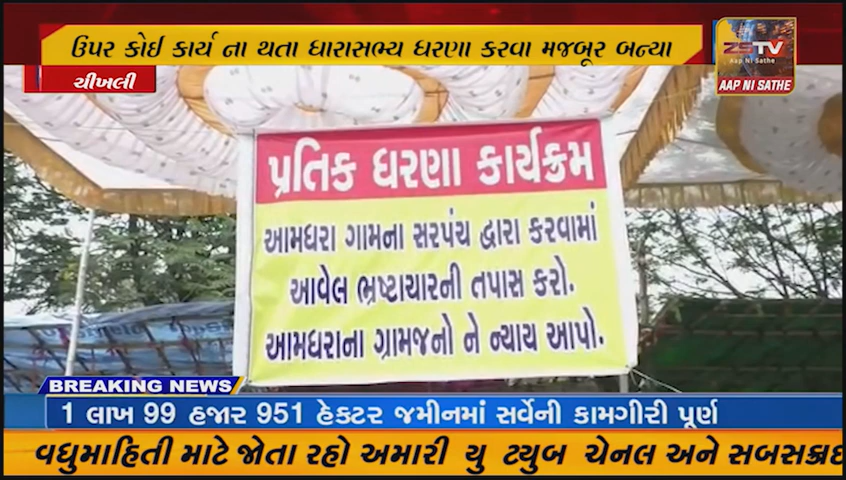 ઉપર કોઈ કાર્ય ના થતા ધારાસભ્ય ધરણા કરવા મજબૂર બન્યા
ZSTV
Aap Ni Sathe
AAP NI SATHE
ચીખલી
પ્રતિક ધરણા કાર્યક્રમ
આમધરા ગામના સરપંચ દ્વારા કરવામાં
આવેલ ભ્રષ્ટાચારની તપાસ કરો.
આમધરાના ગ્રામજનો ને ન્યાય આપો.
BREAKING NEWS
1 લાખ 99 હજાર 951 હેક્ટર જમીનમાં સર્વેની કામગીરી પૂર્ણ
વધુમાહિતી માટે જોતા રહો અમારી યુ ટ્યુબ ચેનલ અને